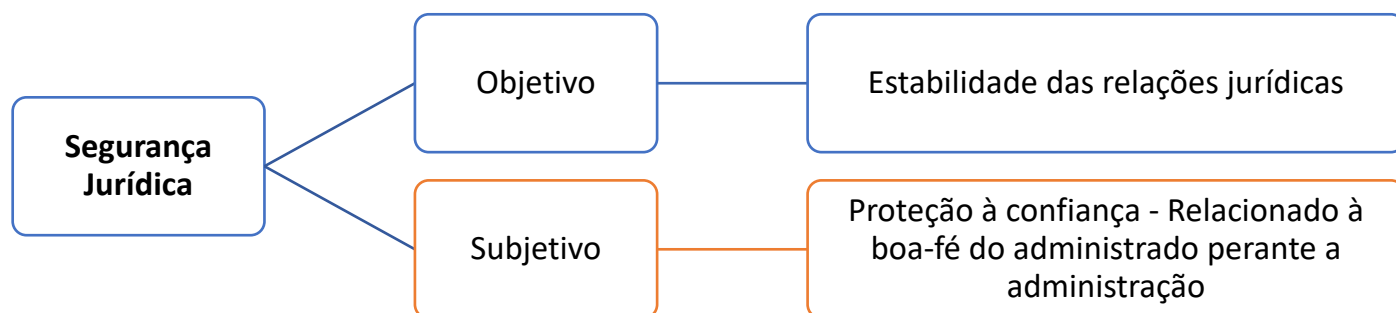 Segurança
Jurídica
Objetivo
Estabilidade das relações jurídicas
Subjetivo
Proteção à confiança - Relacionado à
boa-fé do administrado perante a
administração